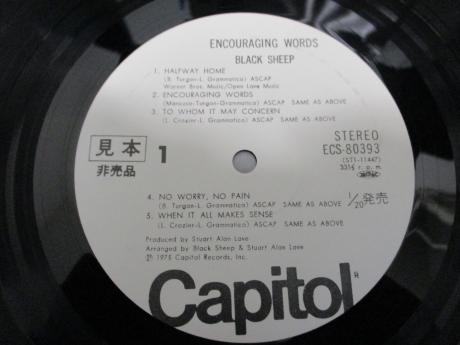 ENCOURAGING WORDS
BLACK SHEEP
1. HALFWAY HOME
(B. Turgon-L. Grammatico) ASCAP
Warner Bros. Music/Open Lave Music
2. ENCOURAGING WORDS
(Mancuso-Turgon-Grammatico) ASCAP SAME AS ABOVE
3. TO WHOM IT MAY CONCERN
(L. Crozier-L. Grammatico) ASCAP SAME AS ABOVE
見本
非売品
1
STEREO
ECS-80393
(ST1-11447)
33⅓ r. p. m.
4. NO WORRY, NO PAIN
(B. Turgon-L. Grammatico) ASCAP SAME AS ABOVE
1/20発売
5. WHEN IT ALL MAKES SENSE
(L. Crozier-L. Grammatico) ASCAP SAME AS ABOVE
Produced by Stuart Alan Love
Arranged by Black Sheep & Stuart Alan Love
Ⓟ 1975 Capitol Records, Inc.
Capitol®